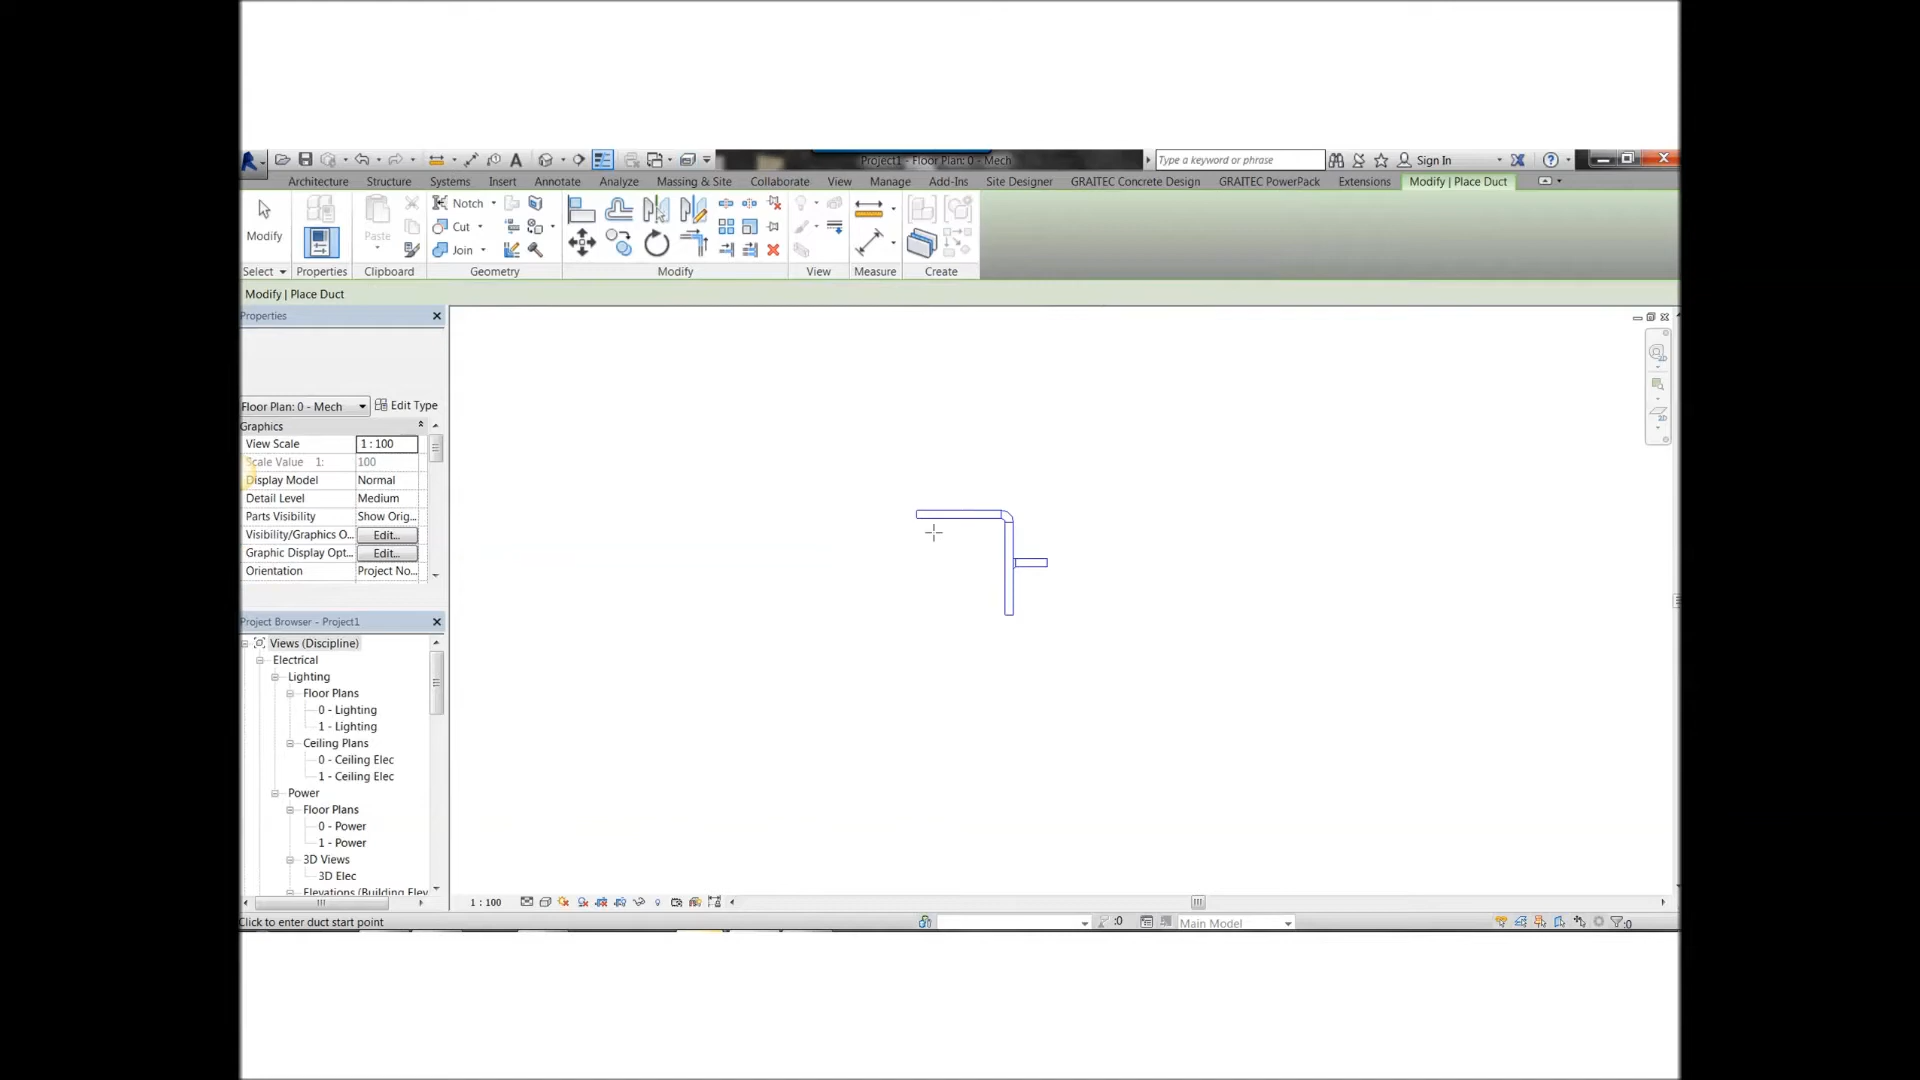 Project1 - Floor Plan: 0 - Mech
Type a keyword or phrase
Sign In
Architecture Structure Systems Insert Annotate Analyze Massing & Site Collaborate View Manage Add-Ins Site Designer GRAITEC Concrete Design GRAITEC PowerPack Extensions Modify | Place Duct
Modify
Paste
Notch
Cut
Join
Select Properties Clipboard Geometry Modify View Measure Create
Modify | Place Duct
Properties
Floor Plan: 0 - Mech Edit Type
Graphics
View Scale 1 : 100
Scale Value 1: 100
Display Model Normal
Detail Level Medium
Parts Visibility Show Orig...
Visibility/Graphics O... Edit...
Graphic Display Opt... Edit...
Orientation Project No...
Project Browser - Project1
Views (Discipline)
Electrical
Lighting
Floor Plans
0 - Lighting
1 - Lighting
Ceiling Plans
0 - Ceiling Elec
1 - Ceiling Elec
Power
Floor Plans
0 - Power
1 - Power
3D Views
3D Elec
Elevations (Building Elev
1 : 100
Click to enter duct start point
:0
Main Model
:0
2D
2D